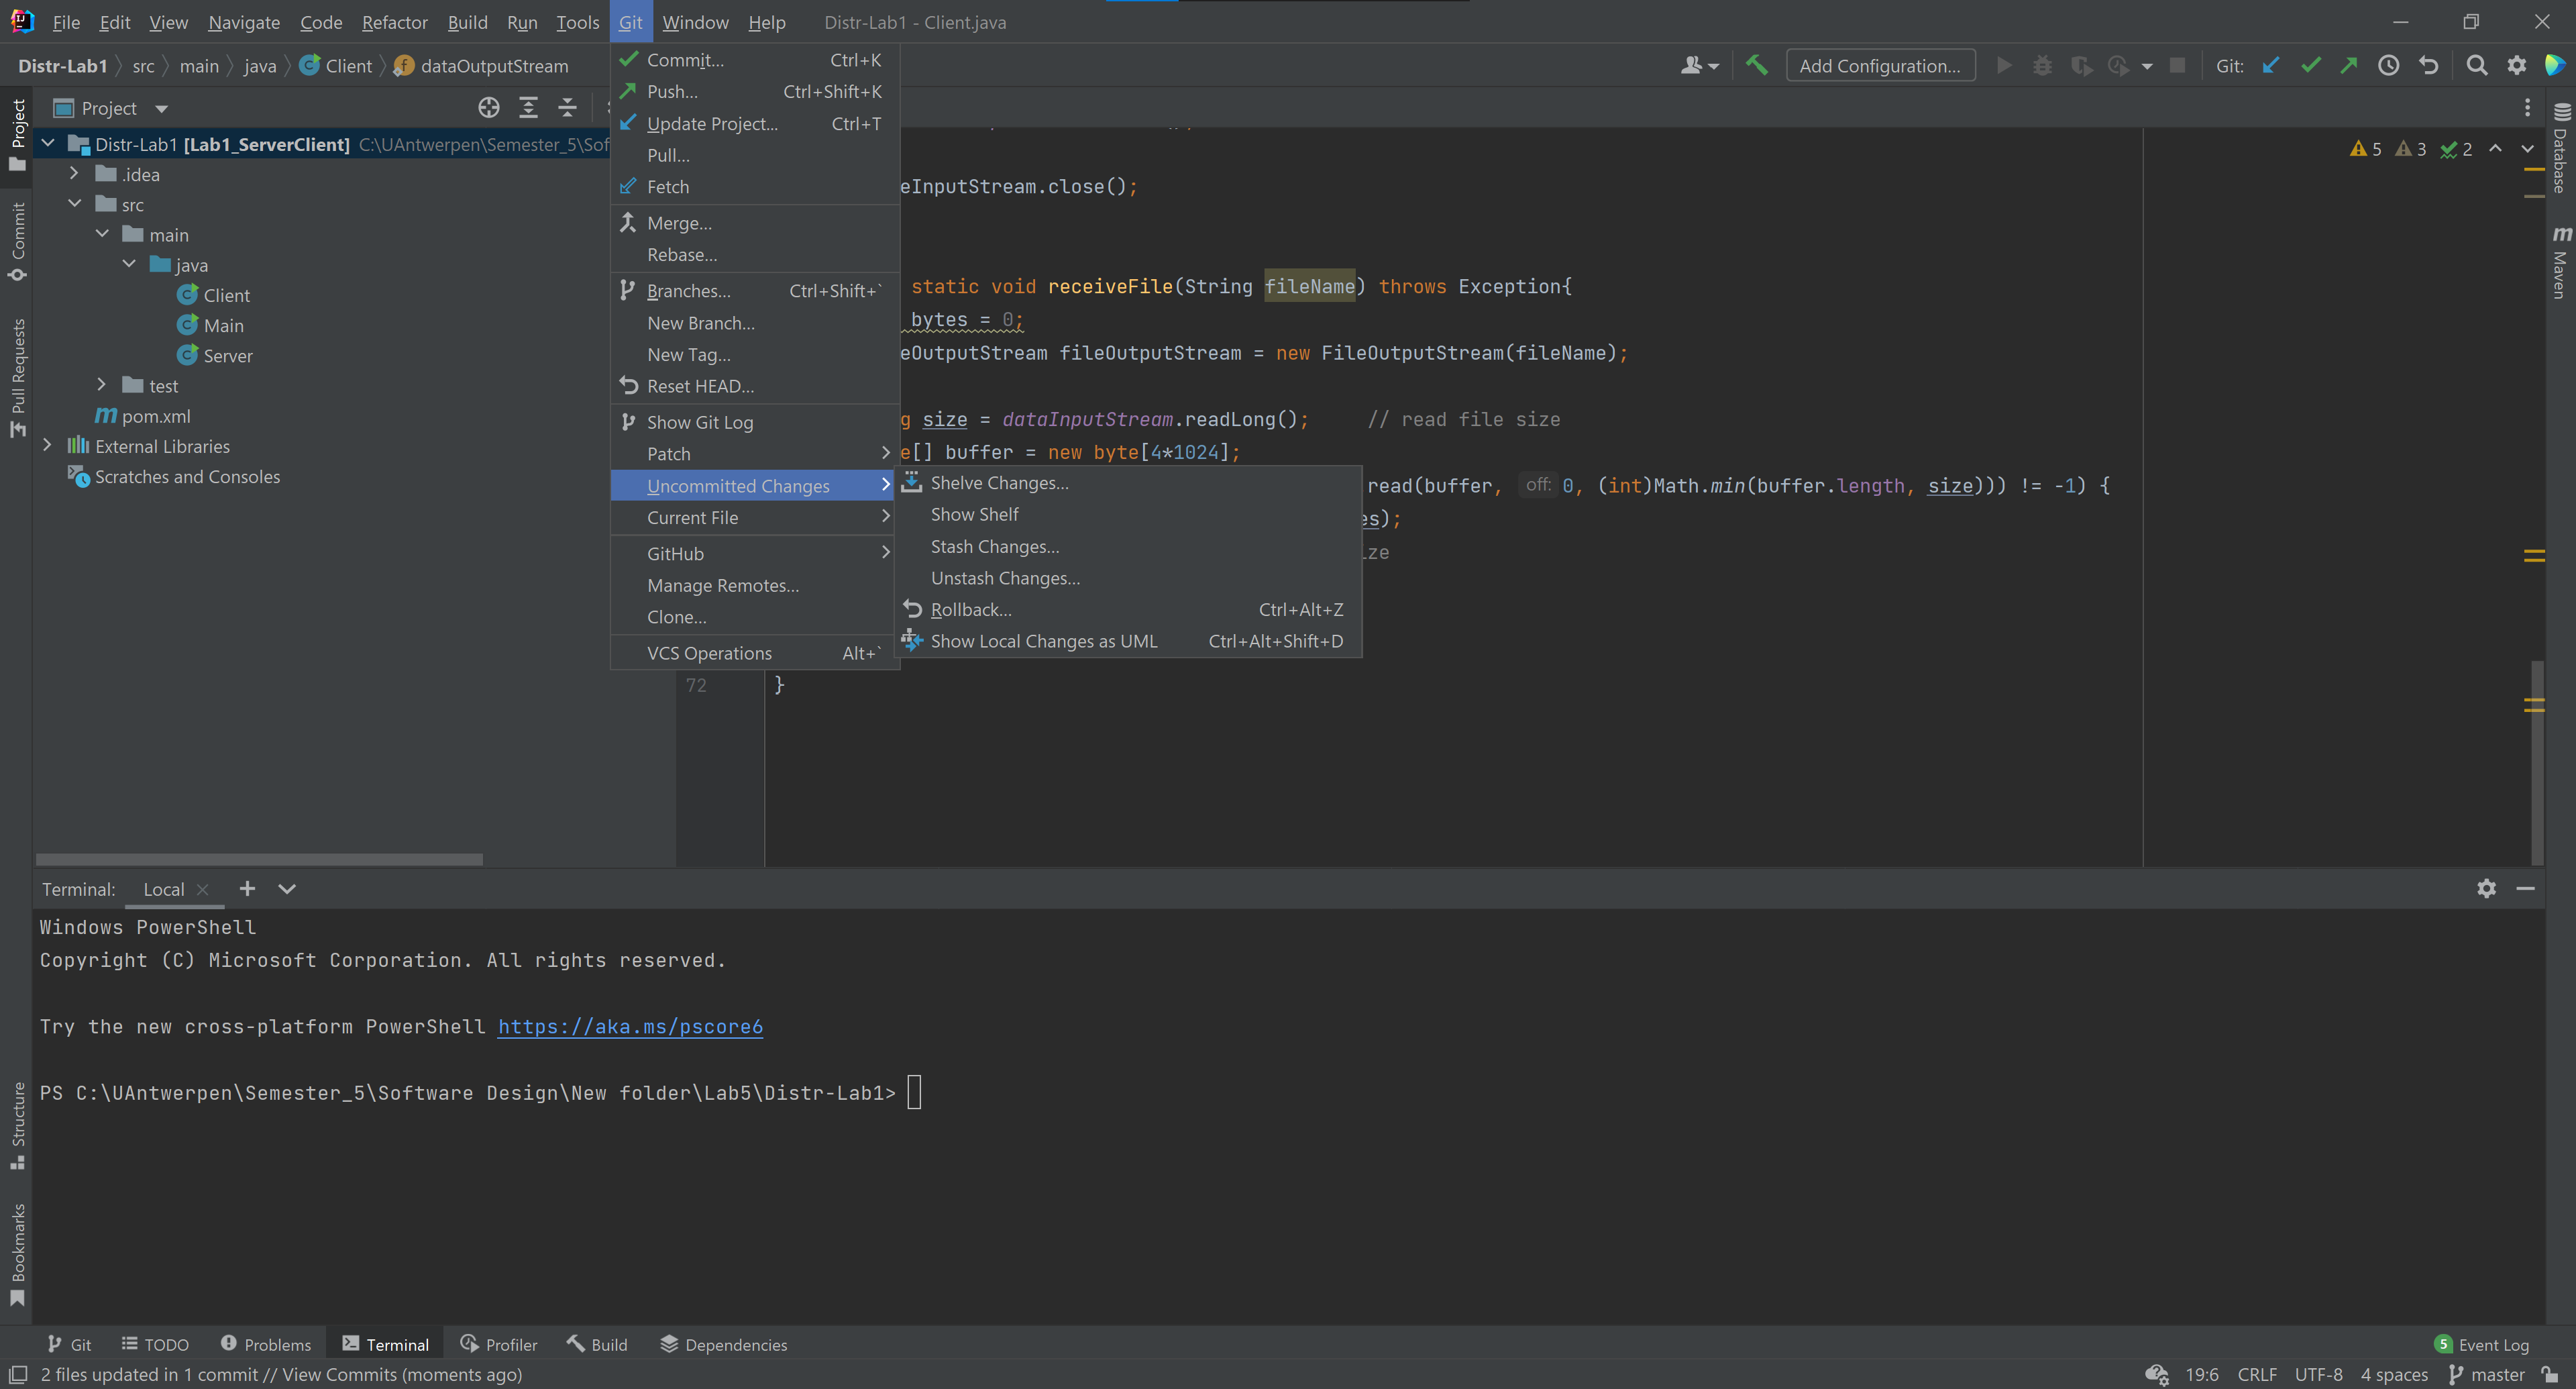 File Edit View Navigate Code Refactor Build Run Tools Git Window Help Distr-Lab1 - Client.java
Distr-Lab1 src main java Client dataOutputStream Add Configuration... Git:
Project
Distr-Lab1 [Lab1_ServerClient] C:\UAntwerpen\Semester_5\Sof
.idea
src
main
java
Client
Main
Server
test
pom.xml
External Libraries
Scratches and Consoles
Project
Commit
Pull Requests
Structure
Bookmarks
Commit... Ctrl+K
Push... Ctrl+Shift+K
Update Project... Ctrl+T
Pull...
Fetch
Merge...
Rebase...
Branches... Ctrl+Shift+`
New Branch...
New Tag...
Reset HEAD...
Show Git Log
Patch
Uncommitted Changes
Current File
GitHub
Manage Remotes...
Clone...
VCS Operations Alt+`
Shelve Changes...
Show Shelf
Stash Changes...
Unstash Changes...
Rollback... Ctrl+Alt+Z
Show Local Changes as UML Ctrl+Alt+Shift+D
5 3 2
eInputStream.close();
static void receiveFile(String fileName) throws Exception{
bytes = 0;
eOutputStream fileOutputStream = new FileOutputStream(fileName);
g size = dataInputStream.readLong(); // read file size
e[] buffer = new byte[4*1024];
read(buffer, off: 0, (int)Math.min(buffer.length, size))) != -1) {
es);
ize
72 }
Database
Maven
Terminal: Local
Windows PowerShell
Copyright (C) Microsoft Corporation. All rights reserved.
Try the new cross-platform PowerShell https://aka.ms/pscore6
PS C:\UAntwerpen\Semester_5\Software Design\New folder\Lab5\Distr-Lab1>
Git TODO Problems Terminal Profiler Build Dependencies 5 Event Log
2 files updated in 1 commit // View Commits (moments ago) 19:6 CRLF UTF-8 4 spaces master